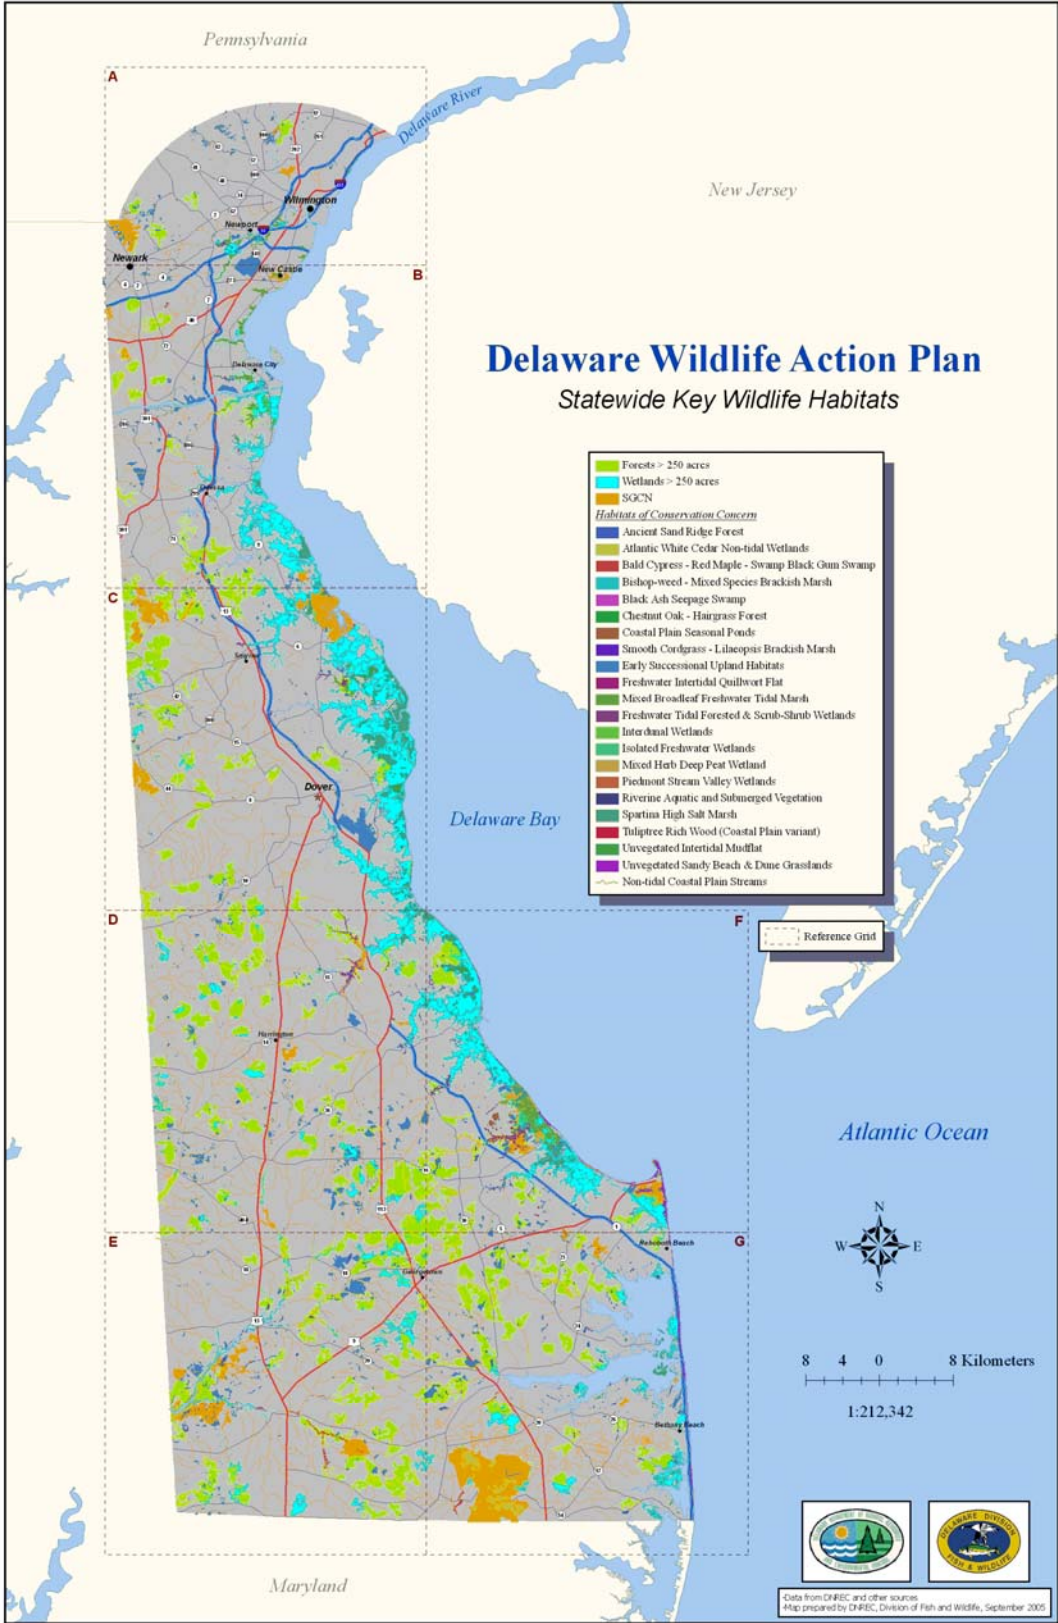 Pennsylvania
A
Delaware River
New Jersey
Wilmington
Newport
Newark
New Castle
B
Delaware City
Delaware Wildlife Action Plan
Statewide Key Wildlife Habitats
Forests > 250 acres
Wetlands > 250 acres
SGCN
Habitats of Conservation Concern
Ancient Sand Ridge Forest
Atlantic White Cedar Non-tidal Wetlands
Bald Cypress - Red Maple - Swamp Black Gum Swamp
Bishop-weed - Mixed Species Brackish Marsh
Black Ash Seepage Swamp
Chestnut Oak - Hairgrass Forest
Coastal Plain Seasonal Ponds
Smooth Cordgrass - Lilaeopsis Brackish Marsh
Early Successional Upland Habitats
Freshwater Intertidal Quillwort Flat
Mixed Broadleaf Freshwater Tidal Marsh
Freshwater Tidal Forested & Scrub-Shrub Wetlands
Interdunal Wetlands
Isolated Freshwater Wetlands
Mixed Herb Deep Peat Wetland
Piedmont Stream Valley Wetlands
Riverine Aquatic and Submerged Vegetation
Spartina High Salt Marsh
Tuliptree Rich Wood (Coastal Plain variant)
Unvegetated Intertidal Mudflat
Unvegetated Sandy Beach & Dune Grasslands
Non-tidal Coastal Plain Streams
Reference Grid
C
13
Smyrna
Dover
Delaware Bay
D
F
Harrington
Atlantic Ocean
E
G
Rehoboth Beach
Georgetown
Bethany Beach
N
W
E
S
8 4 0 8 Kilometers
1:212,342
DELAWARE DIVISION
FISH & WILDLIFE
Maryland
-Data from DNREC and other sources
-Map prepared by DNREC, Division of Fish and Wildlife, September 2005